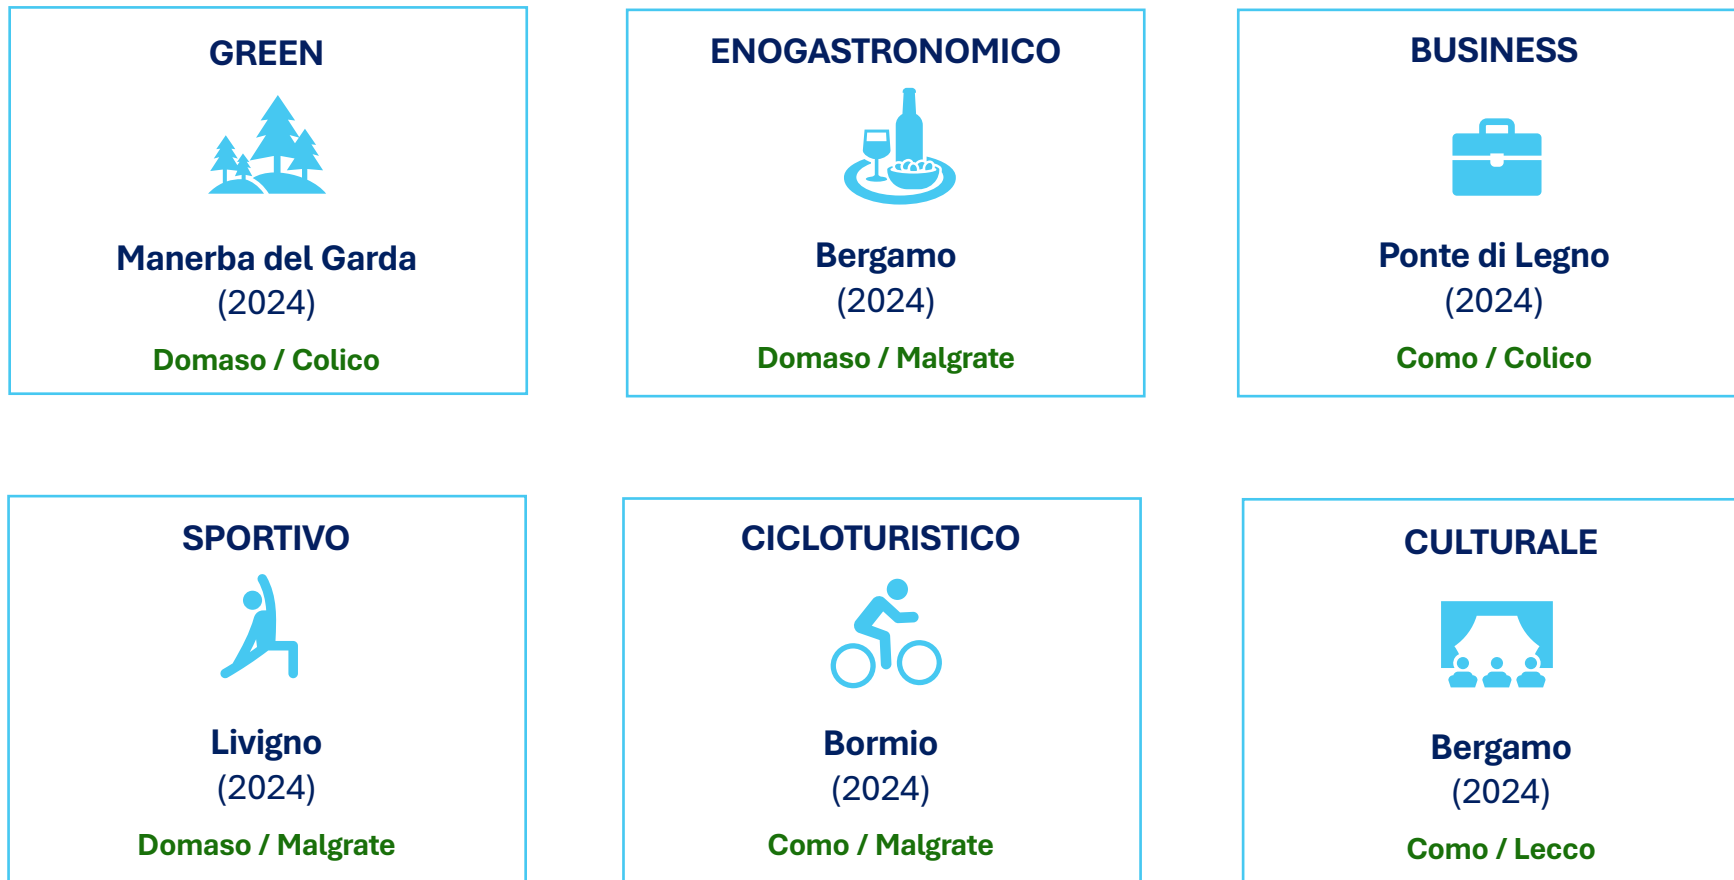 GREEN
Manerba del Garda
(2024)
Domaso / Colico
ENOGASTRONOMICO
Bergamo
(2024)
Domaso / Malgrate
BUSINESS
Ponte di Legno
(2024)
Como / Colico
SPORTIVO
Livigno
(2024)
Domaso / Malgrate
CICLOTURISTICO
Bormio
(2024)
Como / Malgrate
CULTURALE
Bergamo
(2024)
Como / Lecco